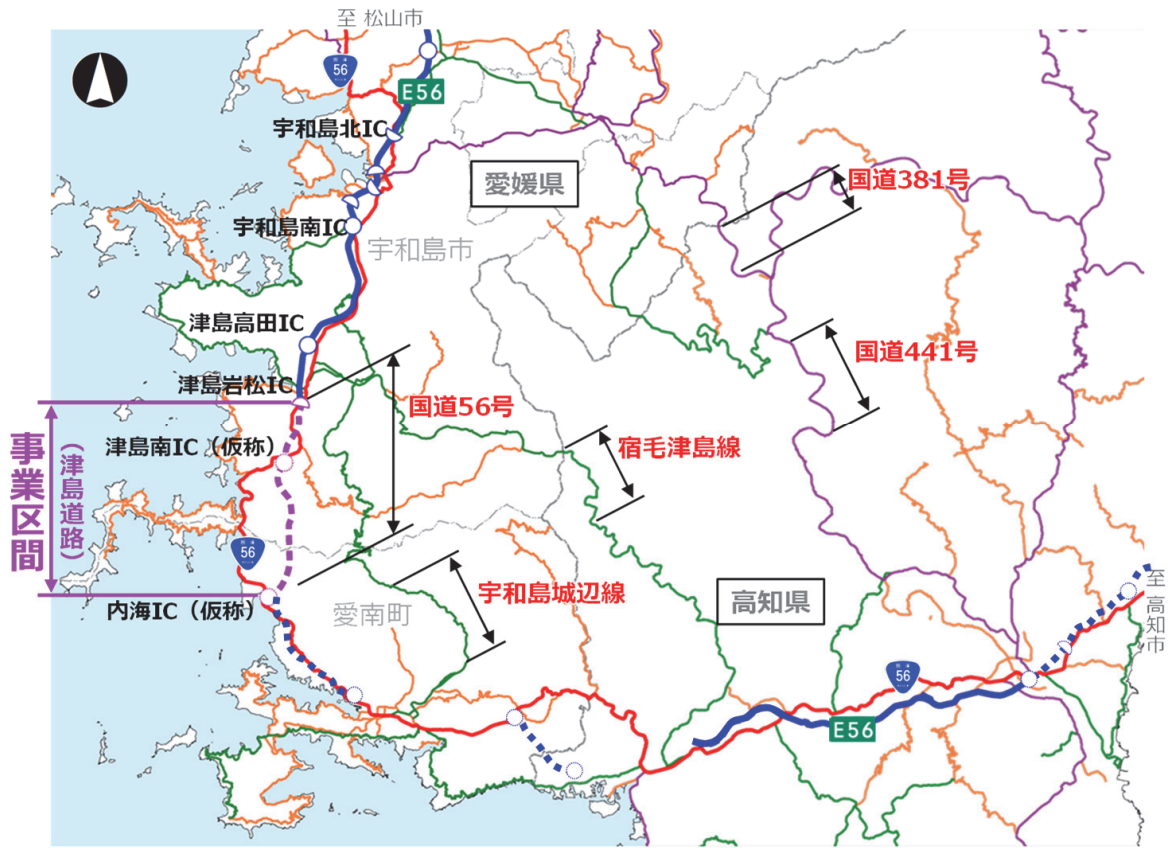 至 松山市
56
E56
宇和島北IC
愛媛県
国道381号
宇和島南IC
宇和島市
津島高田IC
国道441号
津島岩松IC
国道56号
事業区間
(津島道路)
津島南IC（仮称）
宿毛津島線
56
宇和島城辺線
内海IC（仮称）
愛南町
高知県
至 高知市
56
E56